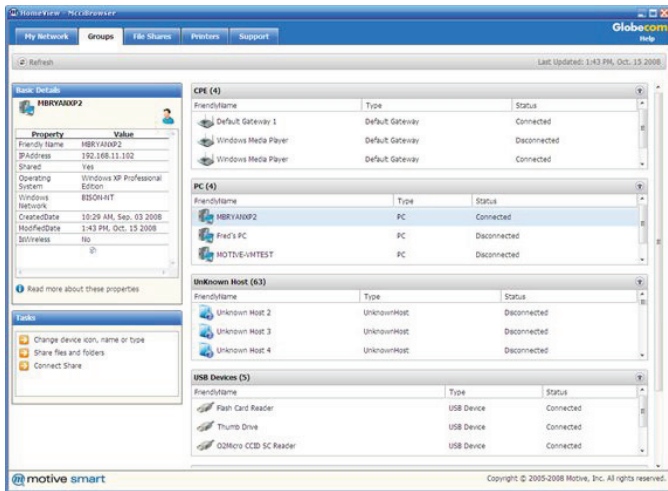 HomeView - McciBrowser
Globecom
Help
My Network Groups File Shares Printers Support
Refresh Last Updated: 1:43 PM, Oct. 15 2008
Basic Details
MBRYANXP2
Property Value
Friendly Name MBRYANXP2
IPAddress 192.168.11.102
Shared Yes
Operating System Windows XP Professional Edition
Windows Network BISON-NT
CreatedDate 10:29 AM, Sep. 03 2008
ModifiedDate 1:43 PM, Oct. 15 2008
IsWireless No
Read more about these properties
Tasks
Change device icon, name or type
Share files and folders
Connect Share
CPE (4)
FriendlyName Type Status
Default Gateway 1 Default Gateway Connected
Windows Media Player Default Gateway Disconnected
Windows Media Player Default Gateway Connected
PC (4)
FriendlyName Type Status
MBRYANXP2 PC Connected
Fred's PC PC Disconnected
MOTIVE-VMTEST PC Disconnected
UnKnown Host (63)
FriendlyName Type Status
Unknown Host 2 UnknownHost Disconnected
Unknown Host 3 UnknownHost Disconnected
Unknown Host 4 UnknownHost Disconnected
USB Devices (5)
FriendlyName Type Status
Flash Card Reader USB Device Connected
Thumb Drive USB Device Connected
O2Micro CCID SC Reader USB Device Connected
motive smart Copyright © 2005-2008 Motive, Inc. All rights reserved.